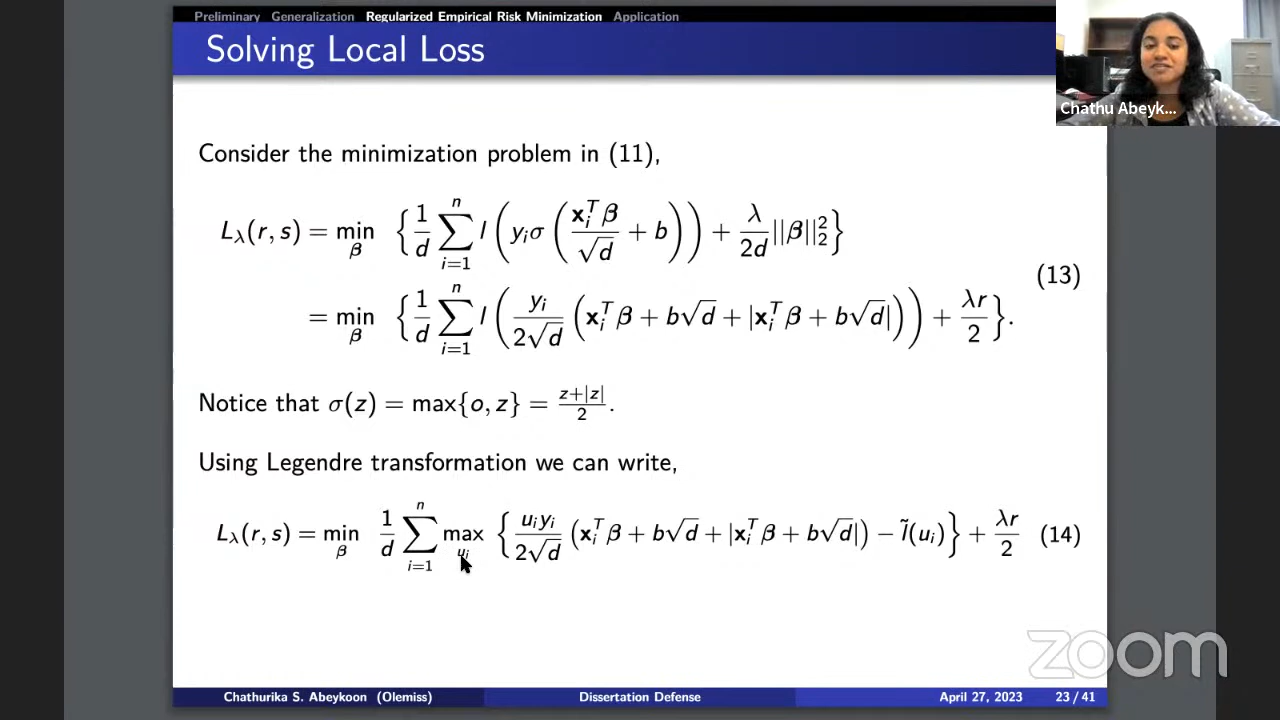 Preliminary Generalization Regularized Empirical Risk Minimization Application
Solving Local Loss
Chathu Abeyk...
Consider the minimization problem in (11),
L_λ(r, s) = min_β { 1/d ∑_{i=1}^{n} l ( y_i σ ( x_i^T β / √d + b ) ) + λ/2d ||β||_2^2 }
= min_β { 1/d ∑_{i=1}^{n} l ( y_i / 2√d ( x_i^T β + b√d + |x_i^T β + b√d| ) ) + λr/2 }. (13)
Notice that σ(z) = max{o, z} = z+|z| / 2.
Using Legendre transformation we can write,
L_λ(r, s) = min_β 1/d ∑_{i=1}^{n} max_{u_i} { u_i y_i / 2√d ( x_i^T β + b√d + |x_i^T β + b√d| ) − l̃(u_i) } + λr/2 (14)
zoom
Chathurika S. Abeykoon (Olemiss) Dissertation Defense April 27, 2023 23 / 41